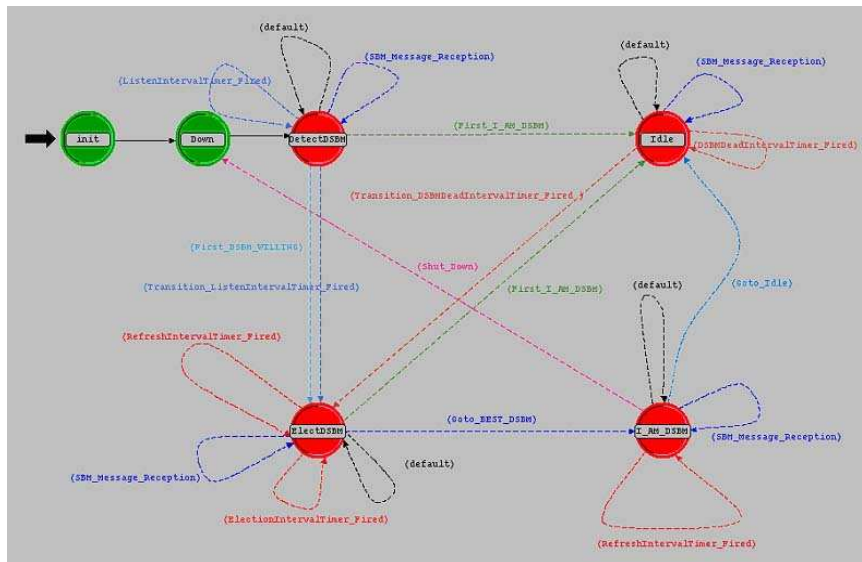 (default)
(default)
(SBM_Message_Reception)
(SBM_Message_Reception)
(ListenIntervalTimer_Fired)
(First_I_AM_DSBM)
init
Down
DetectDSBM
Idle
(DSBMDeadIntervalTimer_Fired)
(Transition_DSBMDeadIntervalTimer_Fired,)
(First_DSBM_WILLING)
(Shut_Down)
(Goto_Idle)
(Transition_ListenIntervalTimer_Fired)
(First_I_AM_DSBM)
(default)
(RefreshIntervalTimer_Fired)
(Goto_BEST_DSBM)
ElectDSBM
I_AM_DSBM
(SBM_Message_Reception)
(default)
(SBM_Message_Reception)
(ElectionIntervalTimer_Fired)
(RefreshIntervalTimer_Fired)